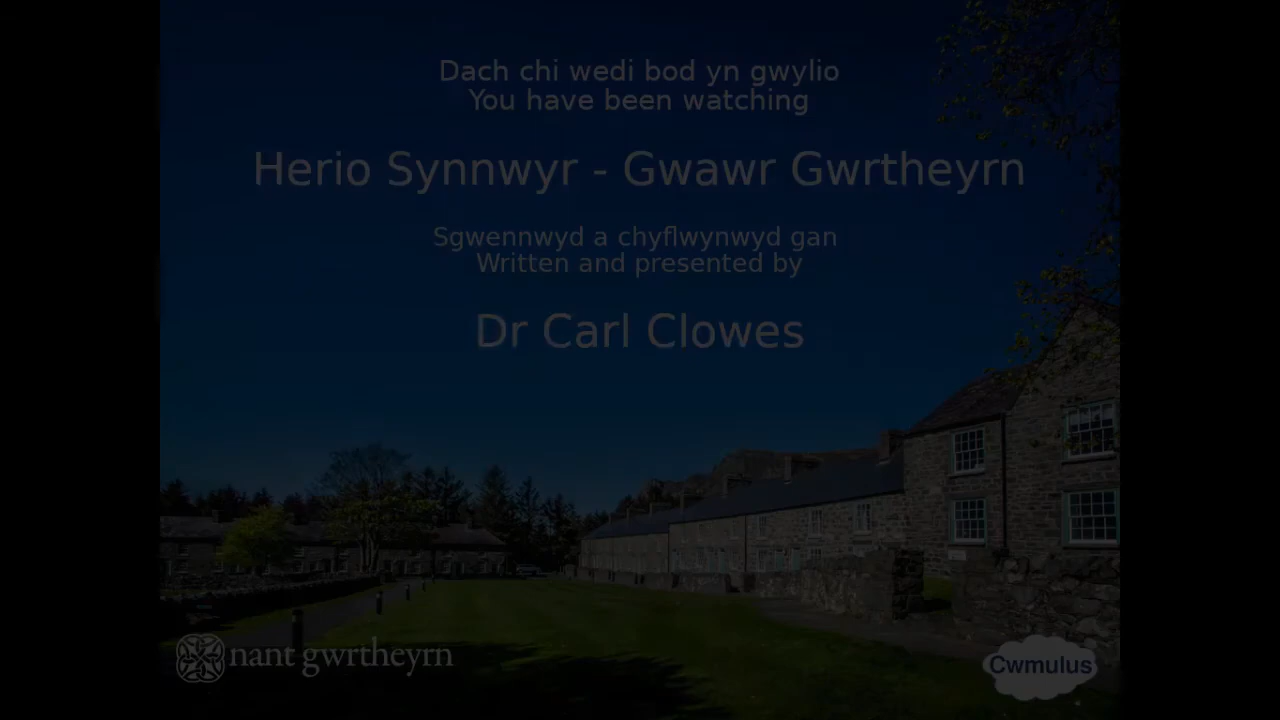 Dach chi wedi bod yn gwylio
You have been watching
Herio Synnwyr - Gwawr Gwrtheyrn
Sgwennwyd a chyflwynwyd gan
Written and presented by
Dr Carl Clowes
nant gwrtheyrn
Cwmulus